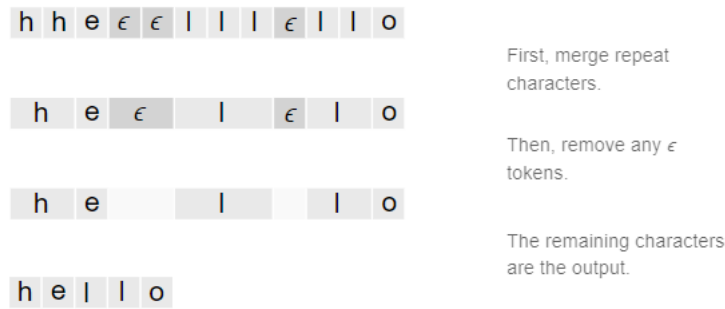 h h e ϵ ϵ l l l ϵ l l o
First, merge repeat
characters.
h e ϵ l ϵ l o
Then, remove any ϵ
tokens.
h e l l o
The remaining characters
are the output.
h e l l o